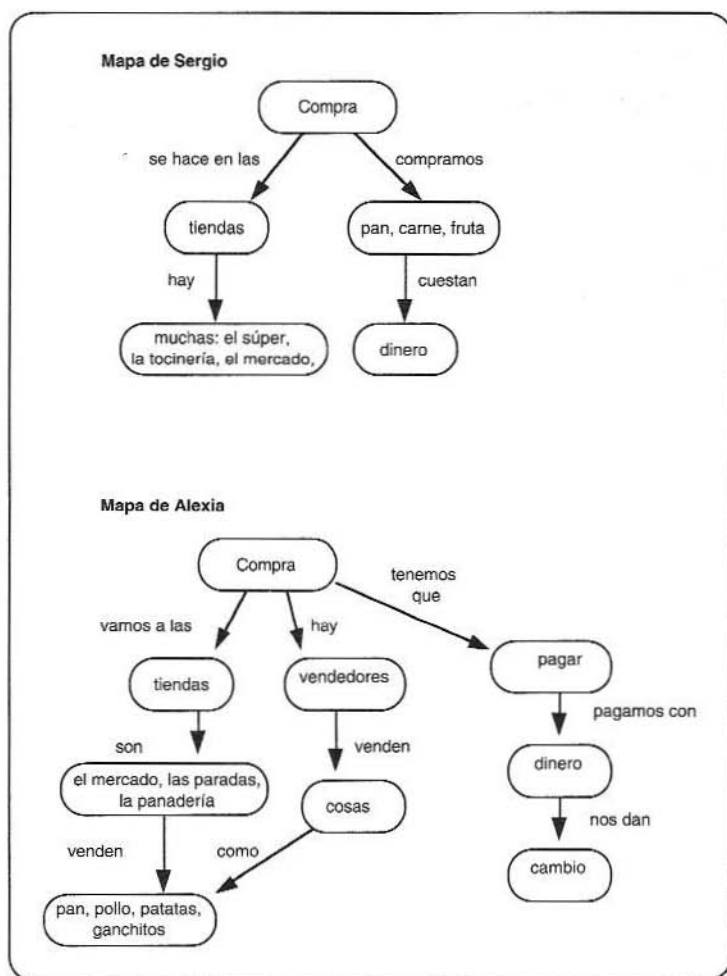 Mapa de Sergio
Compra
se hace en las
compramos
tiendas
pan, carne, fruta
hay
cuestan
muchas: el súper,
la tocinería, el mercado,
dinero
Mapa de Alexia
Compra
tenemos
que
vamos a las
hay
pagar
tiendas
vendedores
pagamos con
son
venden
dinero
el mercado, las paradas,
la panadería
cosas
nos dan
venden
como
cambio
pan, pollo, patatas,
ganchitos